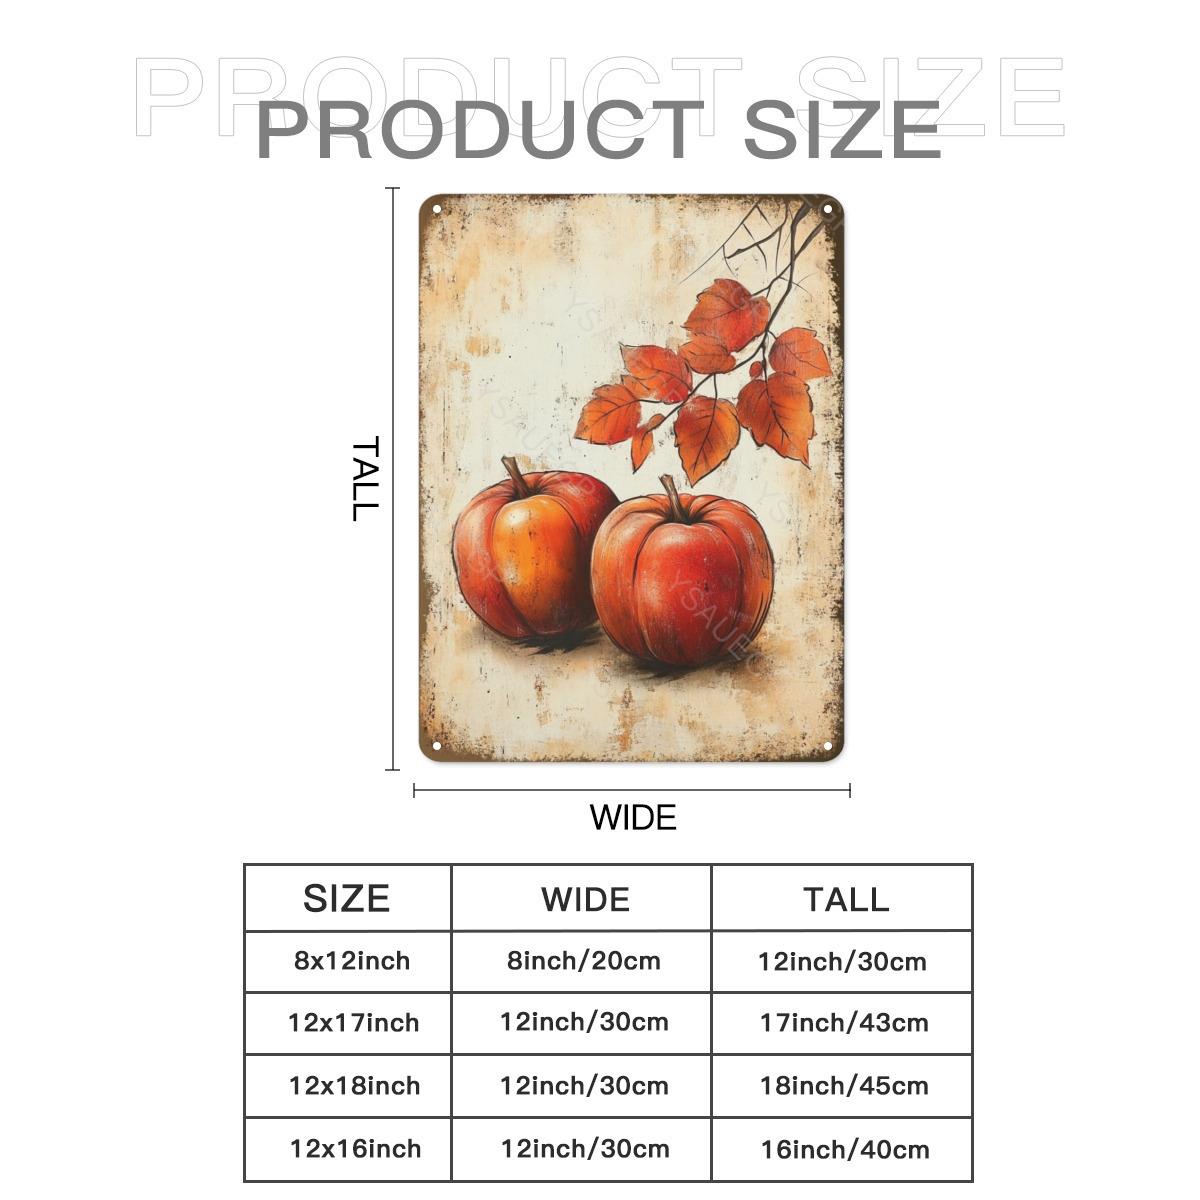 PRODUCT SIZE
PRODUCT SIZE
TALL
WIDE
SIZE WIDE TALL
8x12inch 8inch/20cm 12inch/30cm
12x17inch 12inch/30cm 17inch/43cm
12x18inch 12inch/30cm 18inch/45cm
12x16inch 12inch/30cm 16inch/40cm